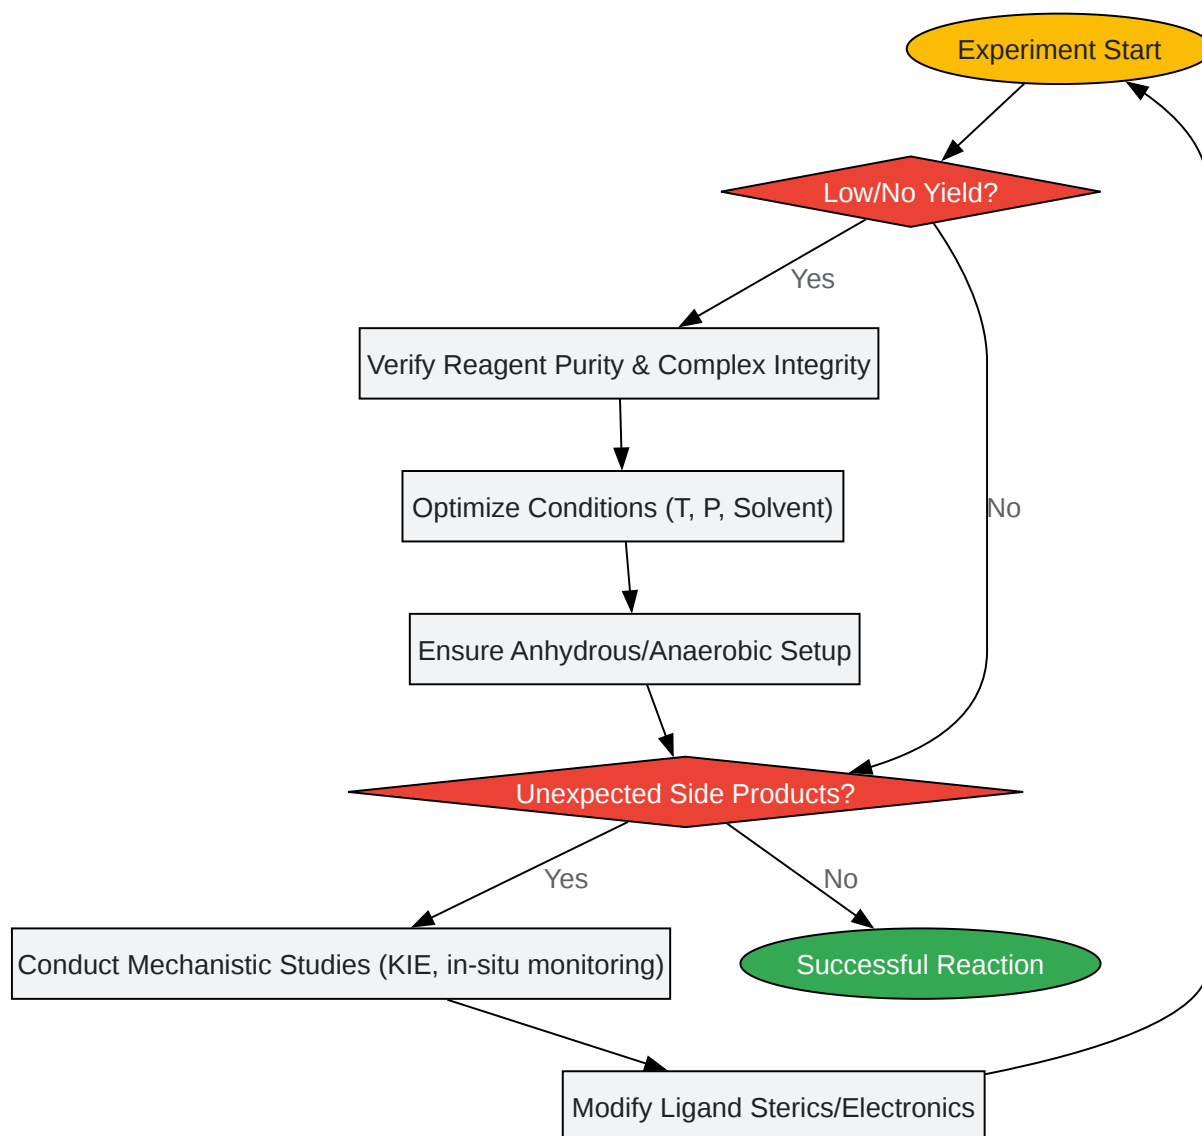 Experiment Start
Low/No Yield?
Yes
Verify Reagent Purity & Complex Integrity
Optimize Conditions (T, P, Solvent)
No
Ensure Anhydrous/Anaerobic Setup
Unexpected Side Products?
Yes
No
Conduct Mechanistic Studies (KIE, in-situ monitoring)
Successful Reaction
Modify Ligand Sterics/Electronics